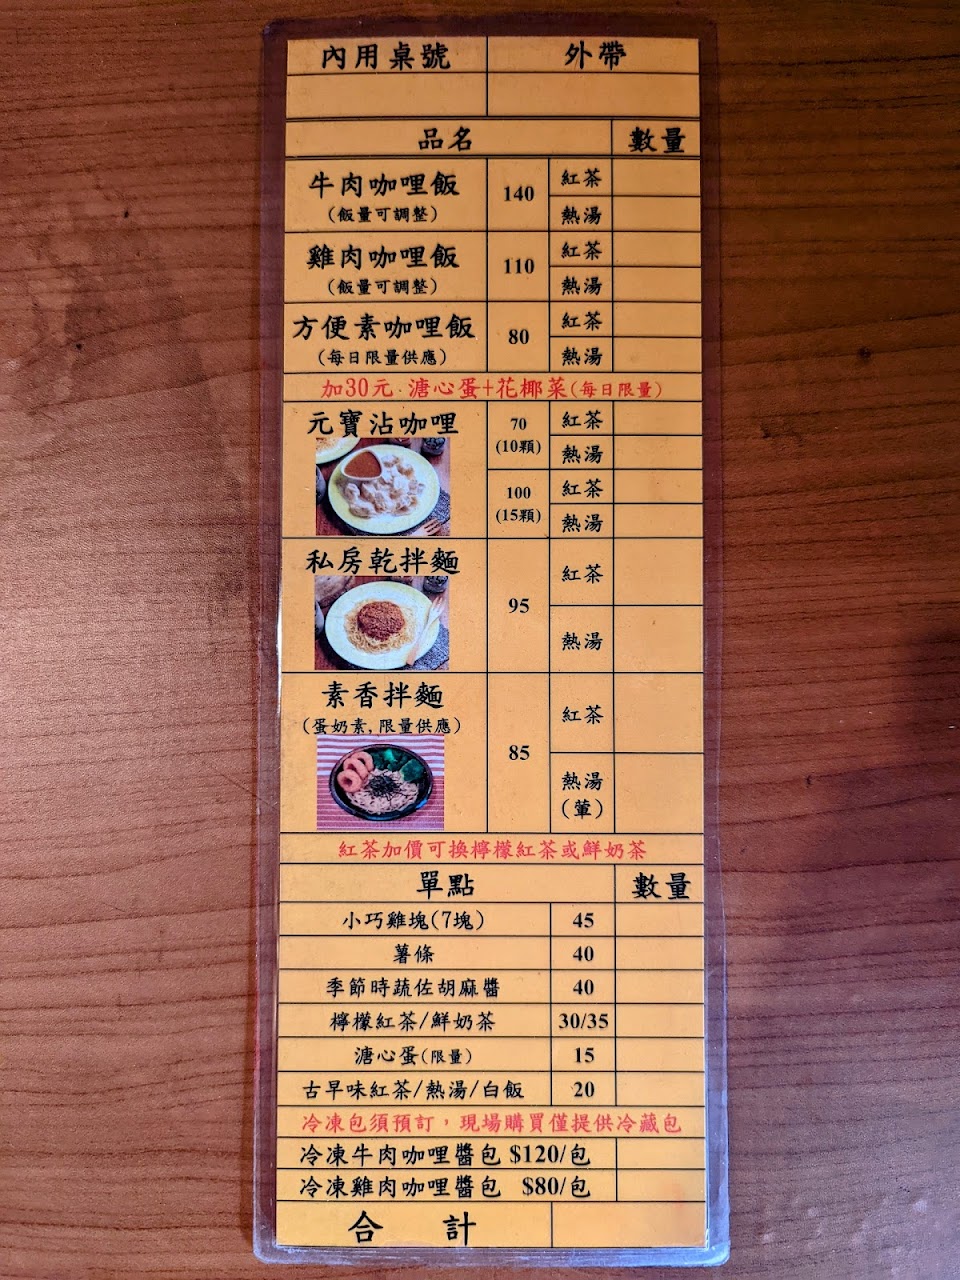 內用桌號 外帶
品名 數量
牛肉咖哩飯 140 紅茶
(飯量可調整) 熱湯
雞肉咖哩飯 110 紅茶
(飯量可調整) 熱湯
方便素咖哩飯 80 紅茶
(每日限量供應) 熱湯
加30元.溏心蛋+花椰菜(每日限量)
元寶沾咖哩 70 紅茶
(10顆) 熱湯
100 紅茶
(15顆) 熱湯
私房乾拌麵 95 紅茶
熱湯
素香拌麵 85 紅茶
(蛋奶素,限量供應) 熱湯
(葷)
紅茶加價可換檸檬紅茶或鮮奶茶
單點 數量
小巧雞塊(7塊) 45
薯條 40
季節時蔬佐胡麻醬 40
檸檬紅茶/鮮奶茶 30/35
溏心蛋(限量) 15
古早味紅茶/熱湯/白飯 20
冷凍包須預訂，現場購買僅提供冷藏包
冷凍牛肉咖哩醬包 $120/包
冷凍雞肉咖哩醬包 $80/包
合 計